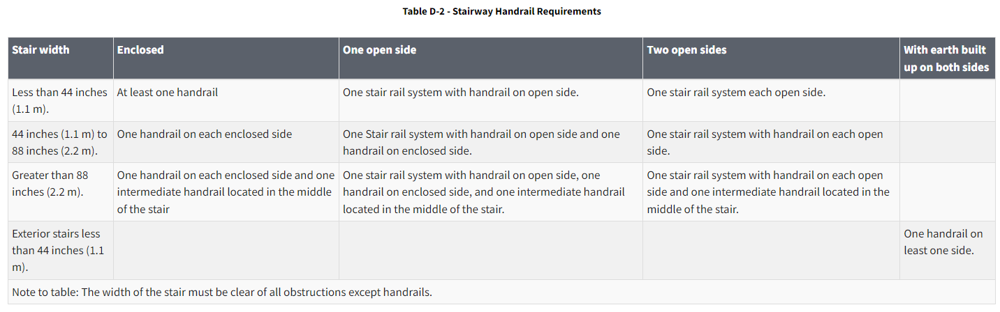 Table D-2 - Stairway Handrail Requirements
Stair width
Enclosed
One open side
Two open sides
With earth built
up on both sides
Less than 44 inches
(1.1 m).
At least one handrail
One stair rail system with handrail on open side.
One stair rail system each open side.
44 inches (1.1 m) to
88 inches (2.2 m).
One handrail on each enclosed side
One Stair rail system with handrail on open side and one
handrail on enclosed side.
One stair rail system with handrail on each open
side.
Greater than 88
inches (2.2 m).
One handrail on each enclosed side and one
intermediate handrail located in the middle
of the stair
One stair rail system with handrail on open side, one
handrail on enclosed side, and one intermediate handrail
located in the middle of the stair.
One stair rail system with handrail on each open
side and one intermediate handrail located in the
middle of the stair.
Exterior stairs less
than 44 inches (1.1
m).
One handrail on
least one side.
Note to table: The width of the stair must be clear of all obstructions except handrails.